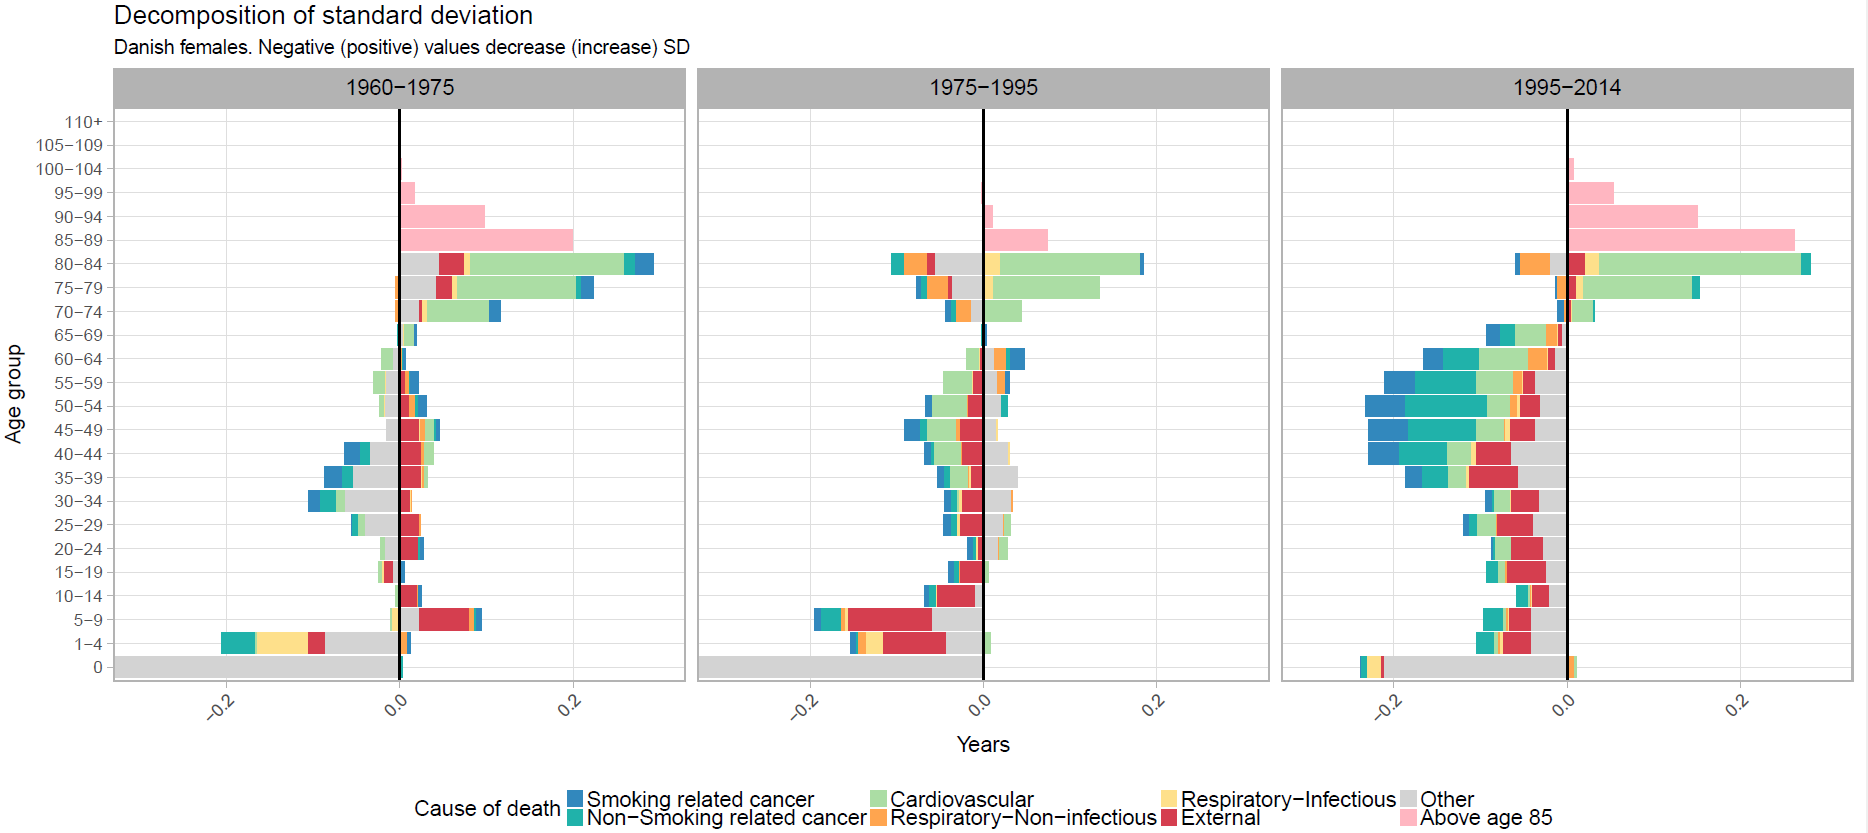 Decomposition of standard deviation
Danish females. Negative (positive) values decrease (increase) SD
1960−1975 1975−1995 1995−2014
110+
105−109
100−104
95−99
90−94
85−89
80−84
75−79
70−74
65−69
60−64
55−59
50−54
45−49
40−44
35−39
30−34
25−29
20−24
15−19
10−14
5−9
1−4
0
Age group
−0.2 0.0 0.2 −0.2 0.0 0.2 −0.2 0.0 0.2
Years
Cause of death
Smoking related cancer Cardiovascular Respiratory−Infectious Other
Non−Smoking related cancer Respiratory−Non−infectious External Above age 85